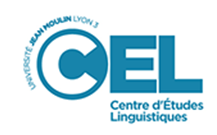 UNIVERSITÉ JEAN MOULIN LYON 3
CEL
Centre d'Études
Linguistiques